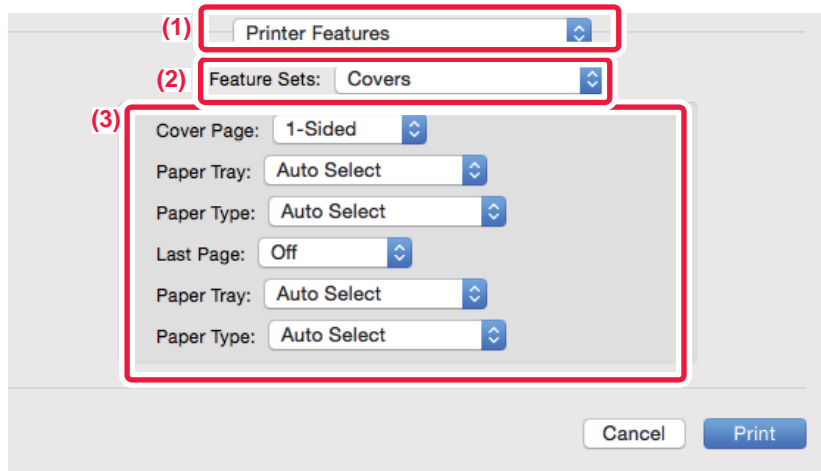 (1) Printer Features
(2) Feature Sets: Covers
(3)
Cover Page: 1-Sided
Paper Tray: Auto Select
Paper Type: Auto Select
Last Page: Off
Paper Tray: Auto Select
Paper Type: Auto Select
Cancel Print